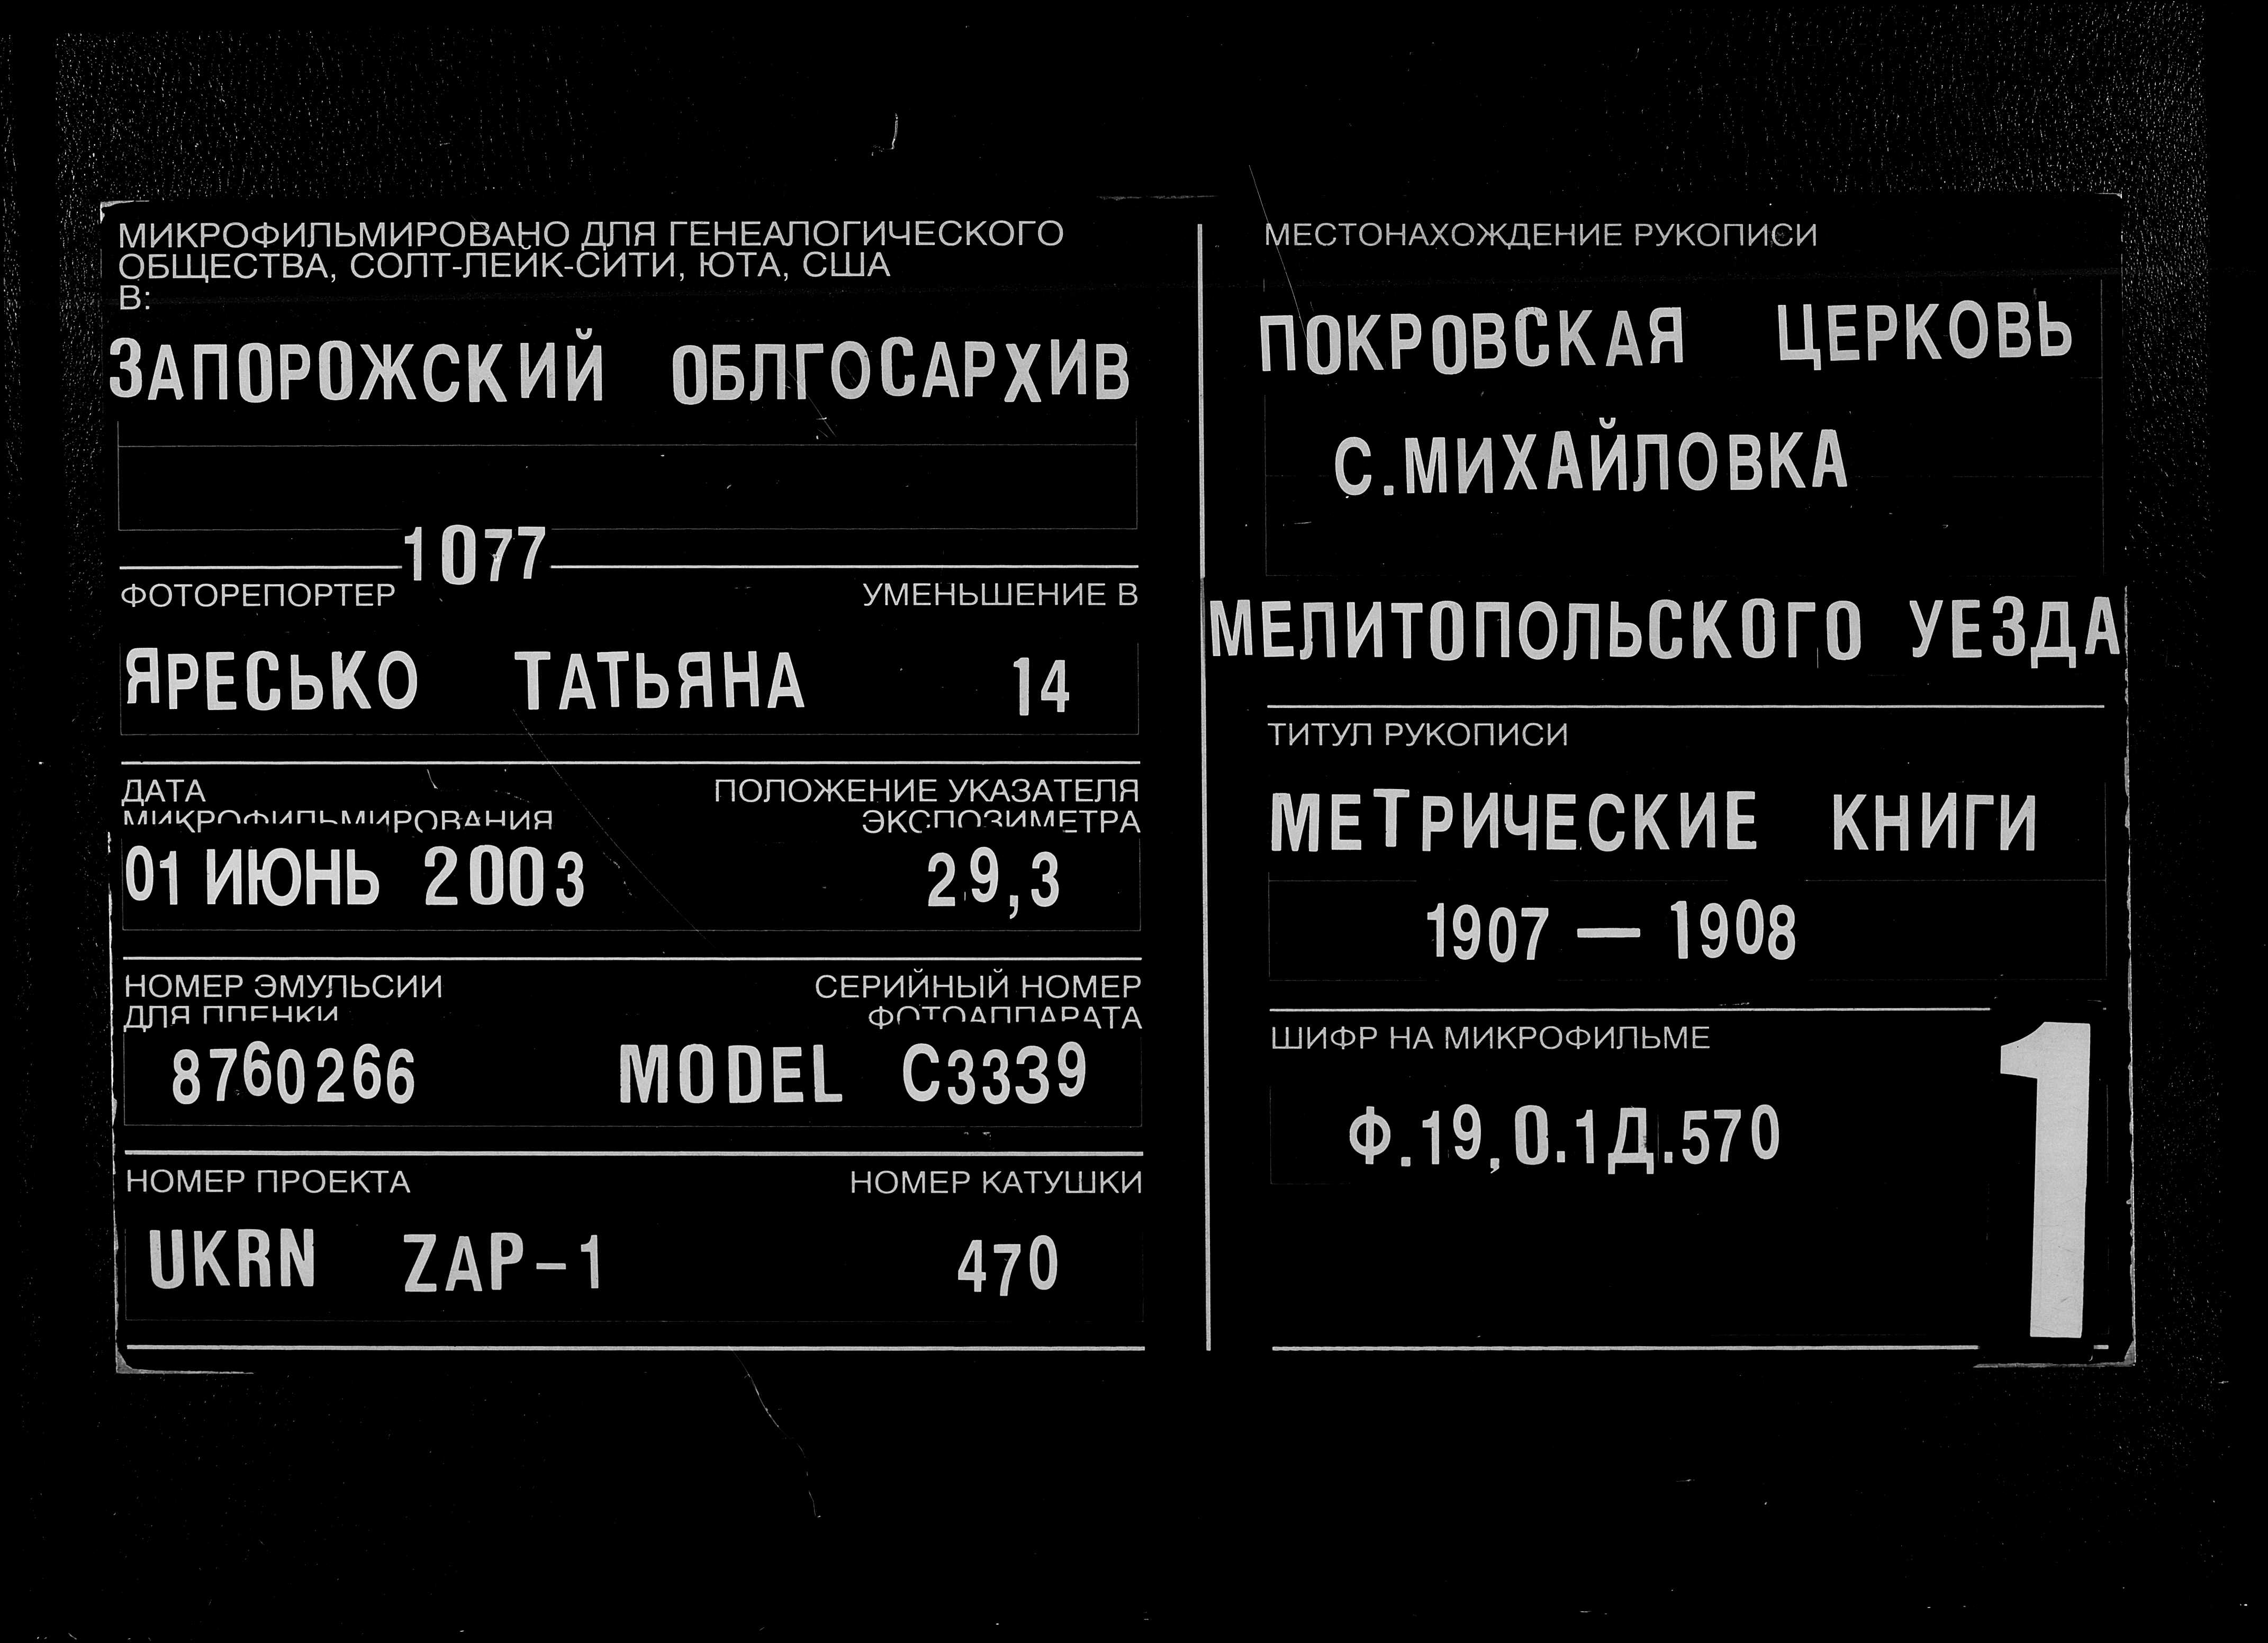 МИКРОФИЛЬМИРОВАНО ДЛЯ ГЕНЕАЛОГИЧЕСКОГО
ОБЩЕСТВА, СОЛТ-ЛЕЙК-СИТИ, ЮТА, США
В:
ЗАПОРОЖСКИЙ ОБЛГОСАРХИВ
1077
ФОТОРЕПОРТЕР УМЕНЬШЕНИЕ В
ЯРЕСЬКО ТАТЬЯНА 14
ДАТА ПОЛОЖЕНИЕ УКАЗАТЕЛЯ
МИКРОФИЛЬМИРОВАНИЯ ЭКСПОЗИМЕТРА
01 ИЮНЬ 2003 29,3
НОМЕР ЭМУЛЬСИИ СЕРИЙНЫЙ НОМЕР
ДЛЯ ПЛЕНКИ ФОТОАППАРАТА
8760266 MODEL C3339
НОМЕР ПРОЕКТА НОМЕР КАТУШКИ
UKRN ZAP-1 470
МЕСТОНАХОЖДЕНИЕ РУКОПИСИ
ПОКРОВСКАЯ ЦЕРКОВЬ
С.МИХАЙЛОВКА
МЕЛИТОПОЛЬСКОГО УЕЗДА
ТИТУЛ РУКОПИСИ
МЕТРИЧЕСКИЕ КНИГИ
1907 — 1908
ШИФР НА МИКРОФИЛЬМЕ
Ф.19,О.1Д.570
1